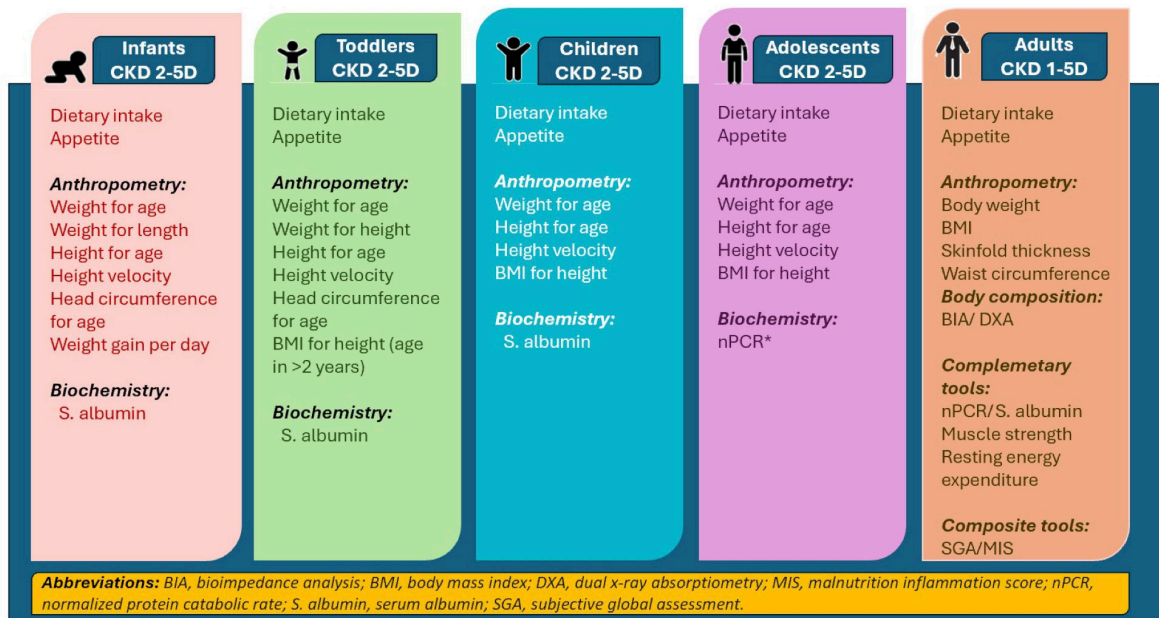 Infants
CKD 2-5D
Dietary intake
Appetite
Anthropometry:
Weight for age
Weight for length
Height for age
Height velocity
Head circumference
for age
Weight gain per day
Biochemistry:
S. albumin
Toddlers
CKD 2-5D
Dietary intake
Appetite
Anthropometry:
Weight for age
Weight for height
Height for age
Height velocity
Head circumference
for age
BMI for height (age
in >2 years)
Biochemistry:
S. albumin
Children
CKD 2-5D
Dietary intake
Appetite
Anthropometry:
Weight for age
Height for age
Height velocity
BMI for height
Biochemistry:
S. albumin
Adolescents
CKD 2-5D
Dietary intake
Appetite
Anthropometry:
Weight for age
Height for age
Height velocity
BMI for height
Biochemistry:
nPCR*
Adults
CKD 1-5D
Dietary intake
Appetite
Anthropometry:
Body weight
BMI
Skinfold thickness
Waist circumference
Body composition:
BIA/ DXA
Complemetary
tools:
nPCR/S. albumin
Muscle strength
Resting energy
expenditure
Composite tools:
SGA/MIS
Abbreviations: BIA, bioimpedance analysis; BMI, body mass index; DXA, dual x-ray absorptiometry; MIS, malnutrition inflammation score; nPCR,
normalized protein catabolic rate; S. albumin, serum albumin; SGA, subjective global assessment.